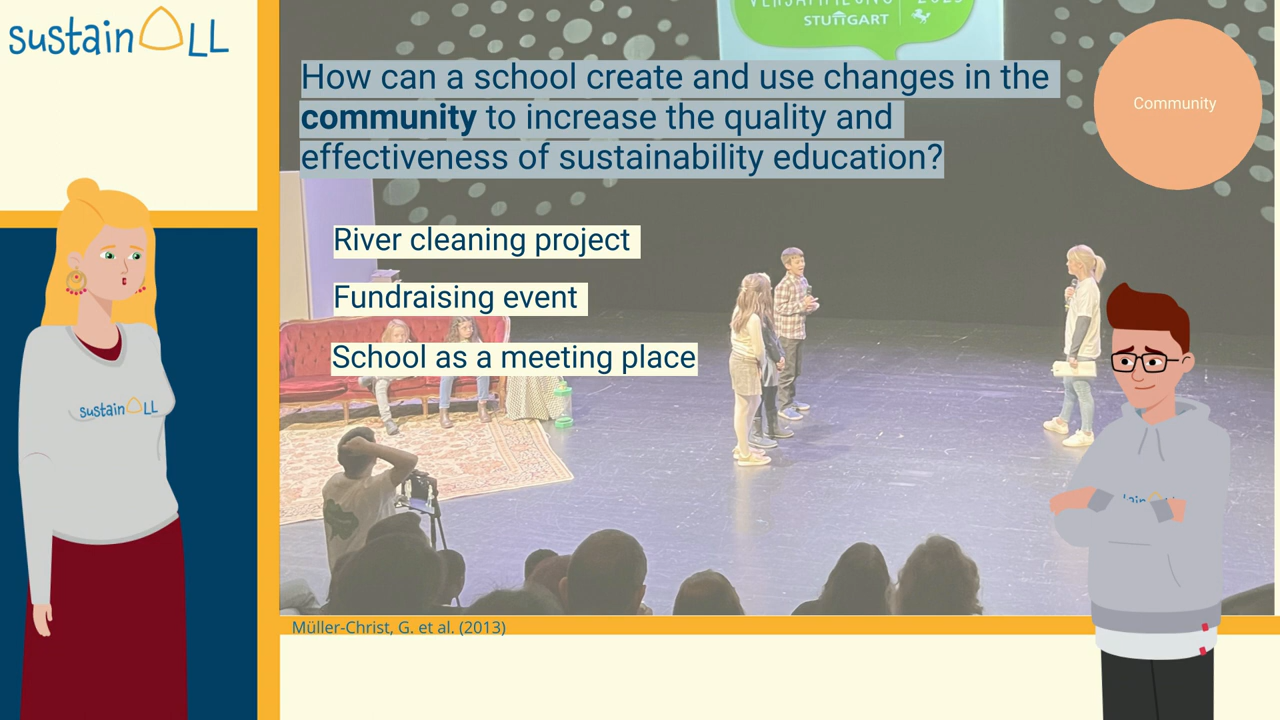 sustainALL
STUTTGART
How can a school create and use changes in the
community to increase the quality and
effectiveness of sustainability education?
Community
River cleaning project
Fundraising event
School as a meeting place
sustainALL
Müller-Christ, G. et al. (2013)